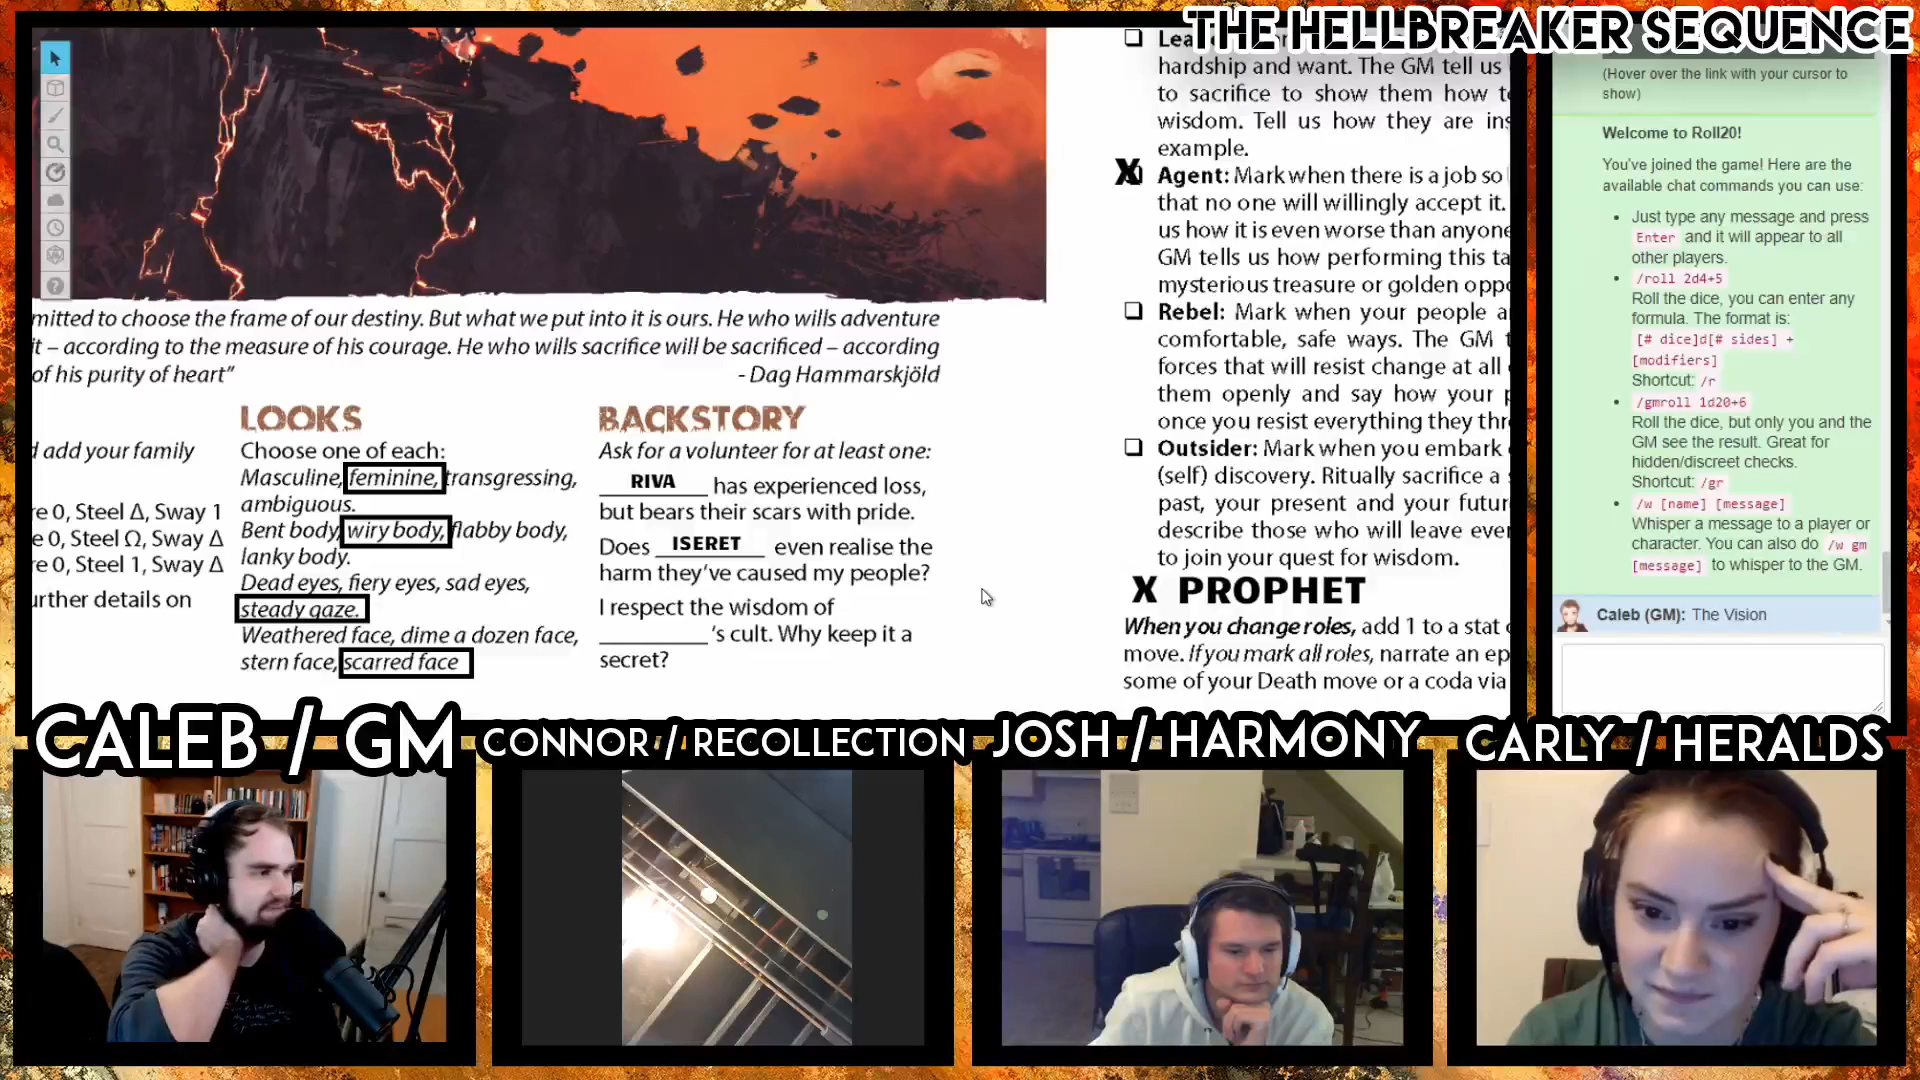 THE HELLBREAKER SEQUENCE
mitted to choose the frame of our destiny. But what we put into it is ours. He who wills adventure
it – according to the measure of his courage. He who wills sacrifice will be sacrificed – according
of his purity of heart”
- Dag Hammarskjöld
d add your family
re 0, Steel Δ, Sway 1
e 0, Steel Ω, Sway Δ
re 0, Steel 1, Sway Δ
urther details on
LOOKS
Choose one of each:
Masculine, feminine, transgressing,
ambiguous.
Bent body, wiry body, flabby body,
lanky body.
Dead eyes, fiery eyes, sad eyes,
steady gaze.
Weathered face, dime a dozen face,
stern face, scarred face
BACKSTORY
Ask for a volunteer for at least one:
RIVA has experienced loss,
but bears their scars with pride.
Does ISERET even realise the
harm they’ve caused my people?
I respect the wisdom of
________ ’s cult. Why keep it a
secret?
hardship and want. The GM tell us
to sacrifice to show them how t
wisdom. Tell us how they are ins
example.
X Agent: Mark when there is a job so
that no one will willingly accept it.
us how it is even worse than anyone
GM tells us how performing this ta
mysterious treasure or golden oppo
Rebel: Mark when your people a
comfortable, safe ways. The GM t
forces that will resist change at all
them openly and say how your p
once you resist everything they thr
Outsider: Mark when you embark
(self) discovery. Ritually sacrifice a s
past, your present and your futur
describe those who will leave ever
to join your quest for wisdom.
X PROPHET
When you change roles, add 1 to a stat
move. If you mark all roles, narrate an ep
some of your Death move or a coda via
(Hover over the link with your cursor to
show)
Welcome to Roll20!
You've joined the game! Here are the
available chat commands you can use:
• Just type any message and press
Enter and it will appear to all
other players.
• /roll 2d4+5
Roll the dice, you can enter any
formula. The format is:
[# dice]d[# sides] +
[modifiers]
Shortcut: /r
• /gmroll 1d20+6
Roll the dice, but only you and the
GM see the result. Great for
hidden/discreet checks.
Shortcut: /gr
• /w [name] [message]
Whisper a message to a player or
character. You can also do /w gm
[message] to whisper to the GM.
Caleb (GM): The Vision
CALEB / GM
CONNOR / RECOLLECTION
JOSH / HARMONY
CARLY / HERALDS